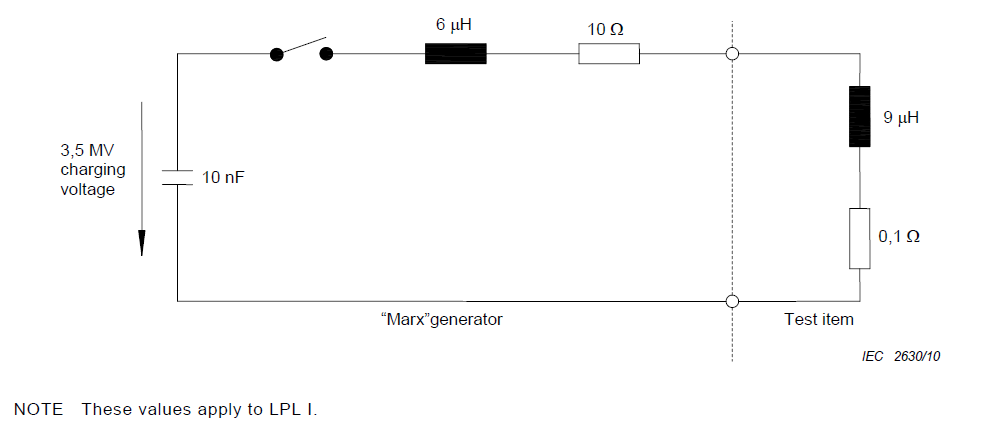 6 μH
10 Ω
9 μH
3,5 MV
charging
voltage
10 nF
0,1 Ω
“Marx”generator
Test item
IEC 2630/10
NOTE These values apply to LPL I.